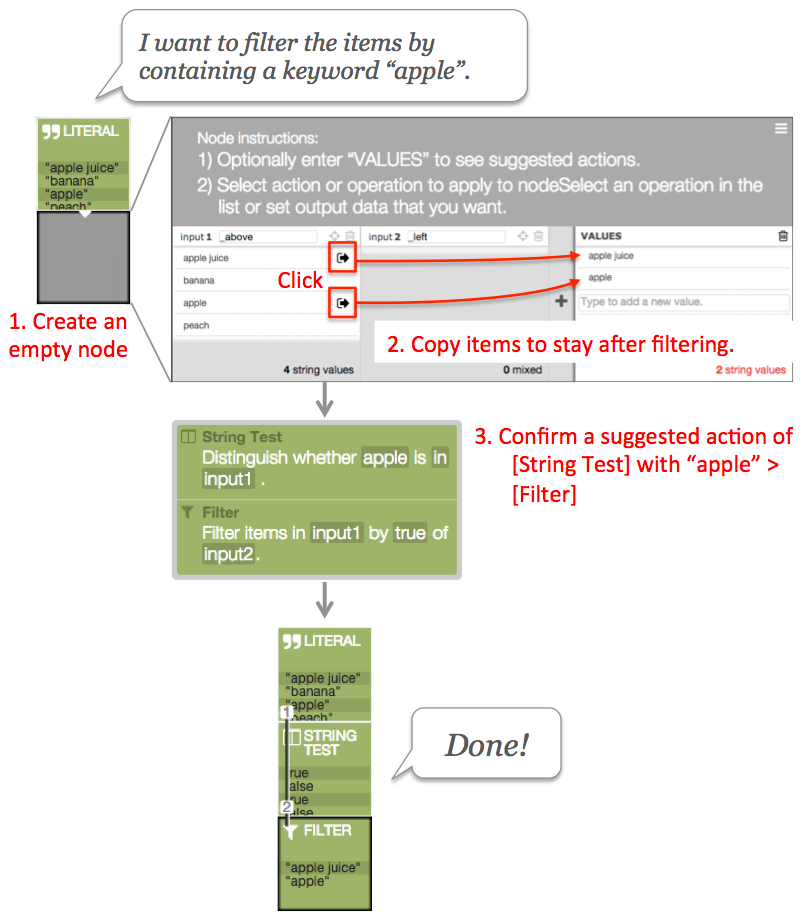 I want to filter the items by
containing a keyword “apple”.
LITERAL
"apple juice"
"banana"
"apple"
"peach"
Node instructions:
1) Optionally enter “VALUES” to see suggested actions.
2) Select action or operation to apply to nodeSelect an operation in the
list or set output data that you want.
input 1 _above
input 2 _left
VALUES
apple juice
banana
apple
peach
Click
apple juice
apple
Type to add a new value.
1. Create an
empty node
2. Copy items to stay after filtering.
4 string values
0 mixed
2 string values
String Test
Distinguish whether apple is in
input1 .
Filter
Filter items in input1 by true of
input2.
3. Confirm a suggested action of
[String Test] with “apple” >
[Filter]
LITERAL
"apple juice"
"banana"
"apple"
"peach"
1
STRING
TEST
true
false
true
false
2
FILTER
"apple juice"
"apple"
Done!